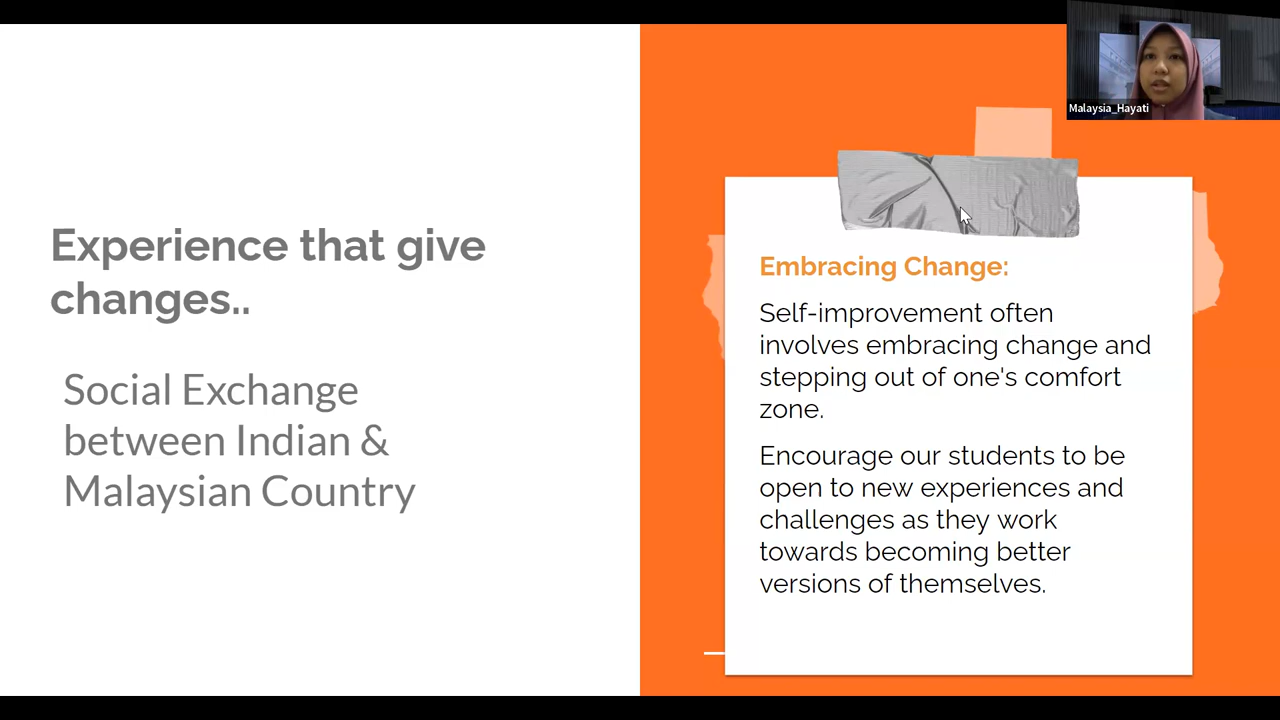 Experience that give
changes..
Social Exchange
between Indian &
Malaysian Country
Malaysia_Hayati
Embracing Change:
Self-improvement often
involves embracing change and
stepping out of one's comfort
zone.
Encourage our students to be
open to new experiences and
challenges as they work
towards becoming better
versions of themselves.